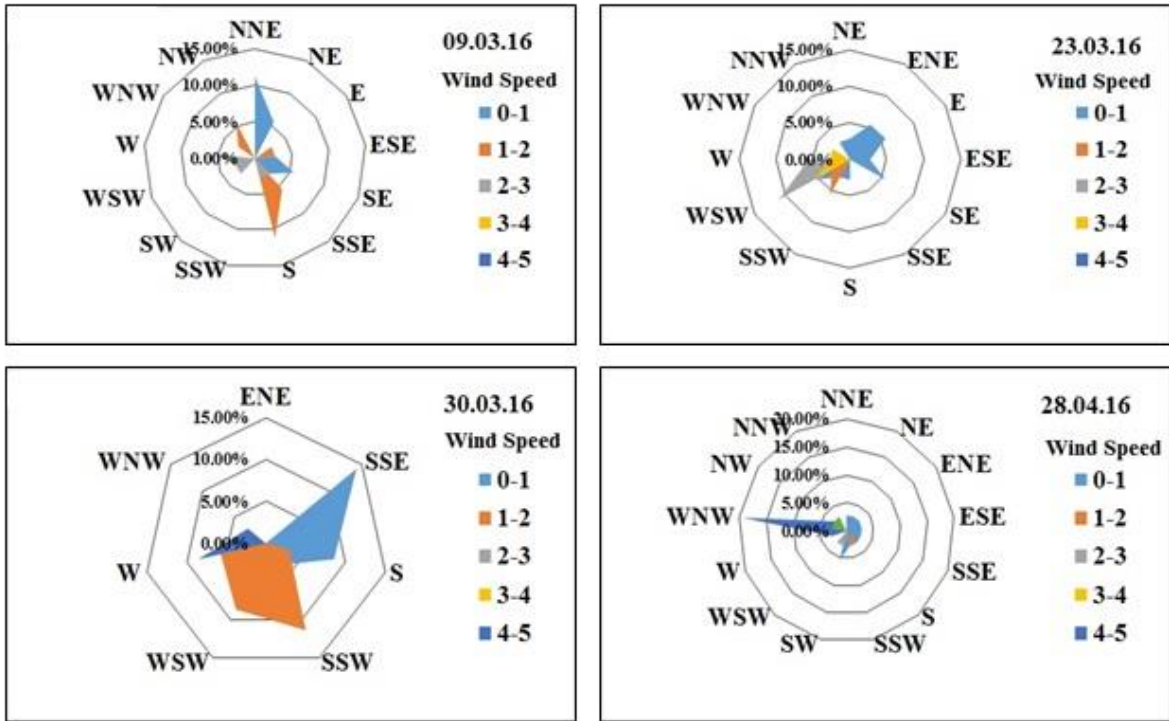 NNE
15.00%
NW
NE
09.03.16
10.00%
Wind Speed
WNW
E
5.00%
0-1
W
0.00%
ESE
1-2
WSW
SE
2-3
SW
SSE
3-4
SSW
S
4-5
NE
15.00%
NNW
ENE
23.03.16
10.00%
Wind Speed
WNW
E
5.00%
0-1
W
0.00%
ESE
1-2
WSW
SE
2-3
SSW
SSE
3-4
S
4-5
ENE
15.00%
30.03.16
WNW
10.00%
SSE
Wind Speed
5.00%
0-1
0.00%
1-2
W
S
2-3
3-4
WSW
SSW
4-5
NNE
20.00%
NNW
NE
28.04.16
15.00%
NW
ENE
Wind Speed
10.00%
0-1
5.00%
WNW
ESE
1-2
0.00%
W
SSE
2-3
WSW
S
3-4
SW
SSW
4-5